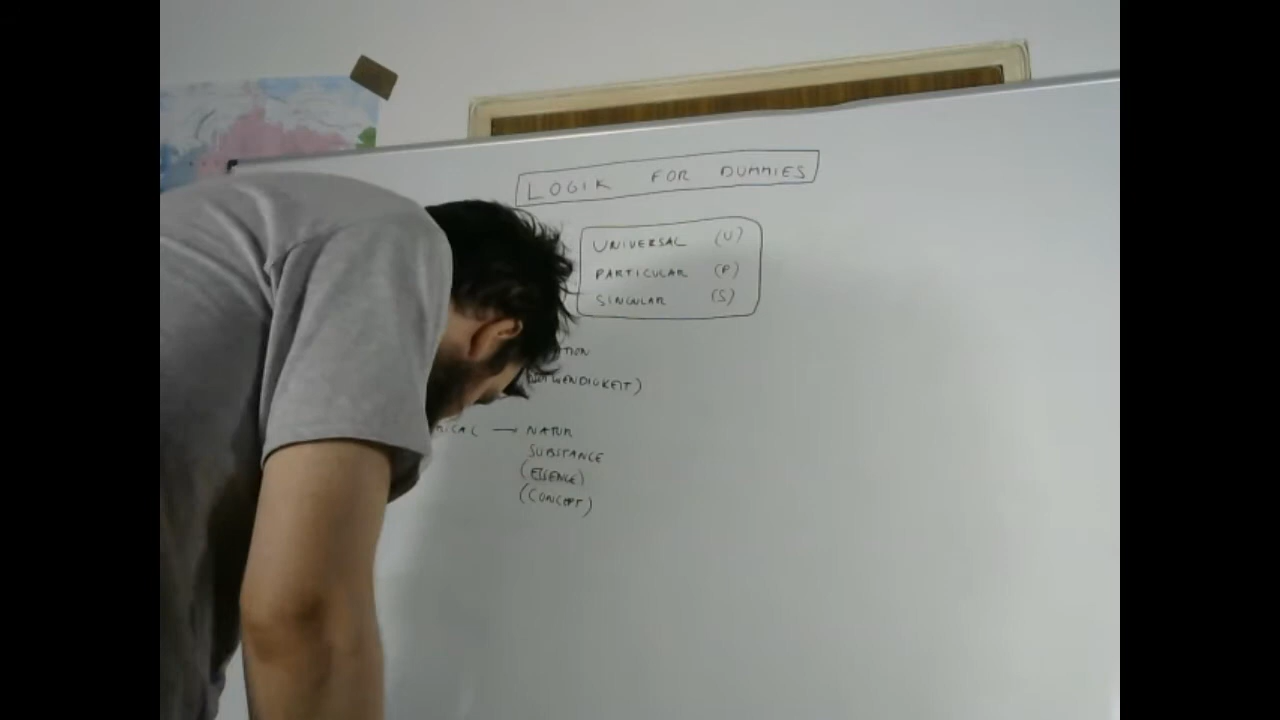 LOGIK FOR DUMMIES
UNIVERSAL (U)
PARTICULAR (P)
SINGULAR (S)
NATUR
SUBSTANCE
(ESSENCE)
(CONCEPT)